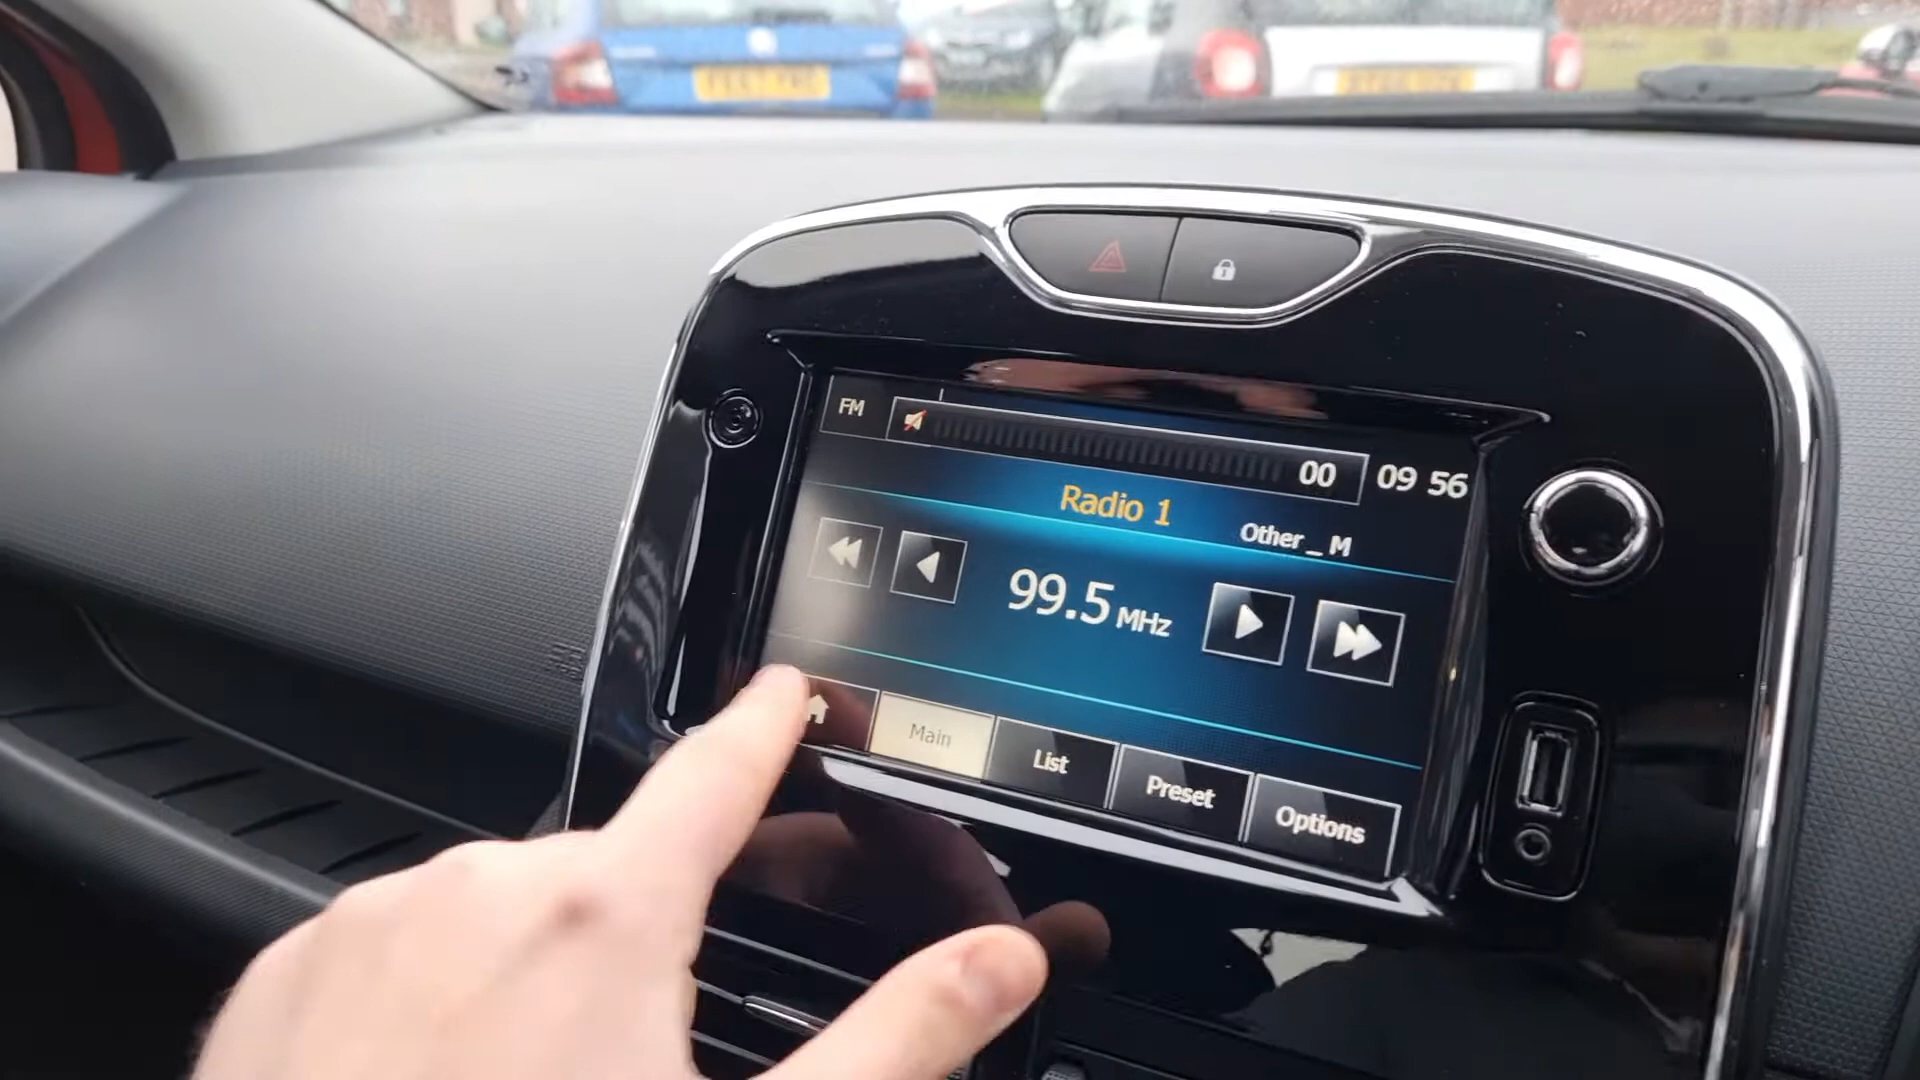 FM
00
09 56
Radio 1
Other _ M
99.5 MHz
Main
List
Preset
Options